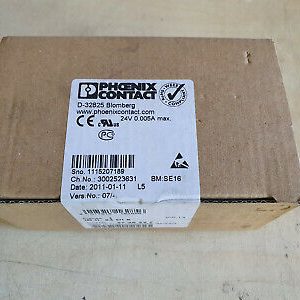 PHOENIX
CONTACT
D-32825 Blomberg
www.phoenixcontact.com
24V 0,005A max.
Sno. 1115207189
Ch.No.: 3002523631 BM:SE16
Date: 2011-01-11 L5
Vers.No.: 07/